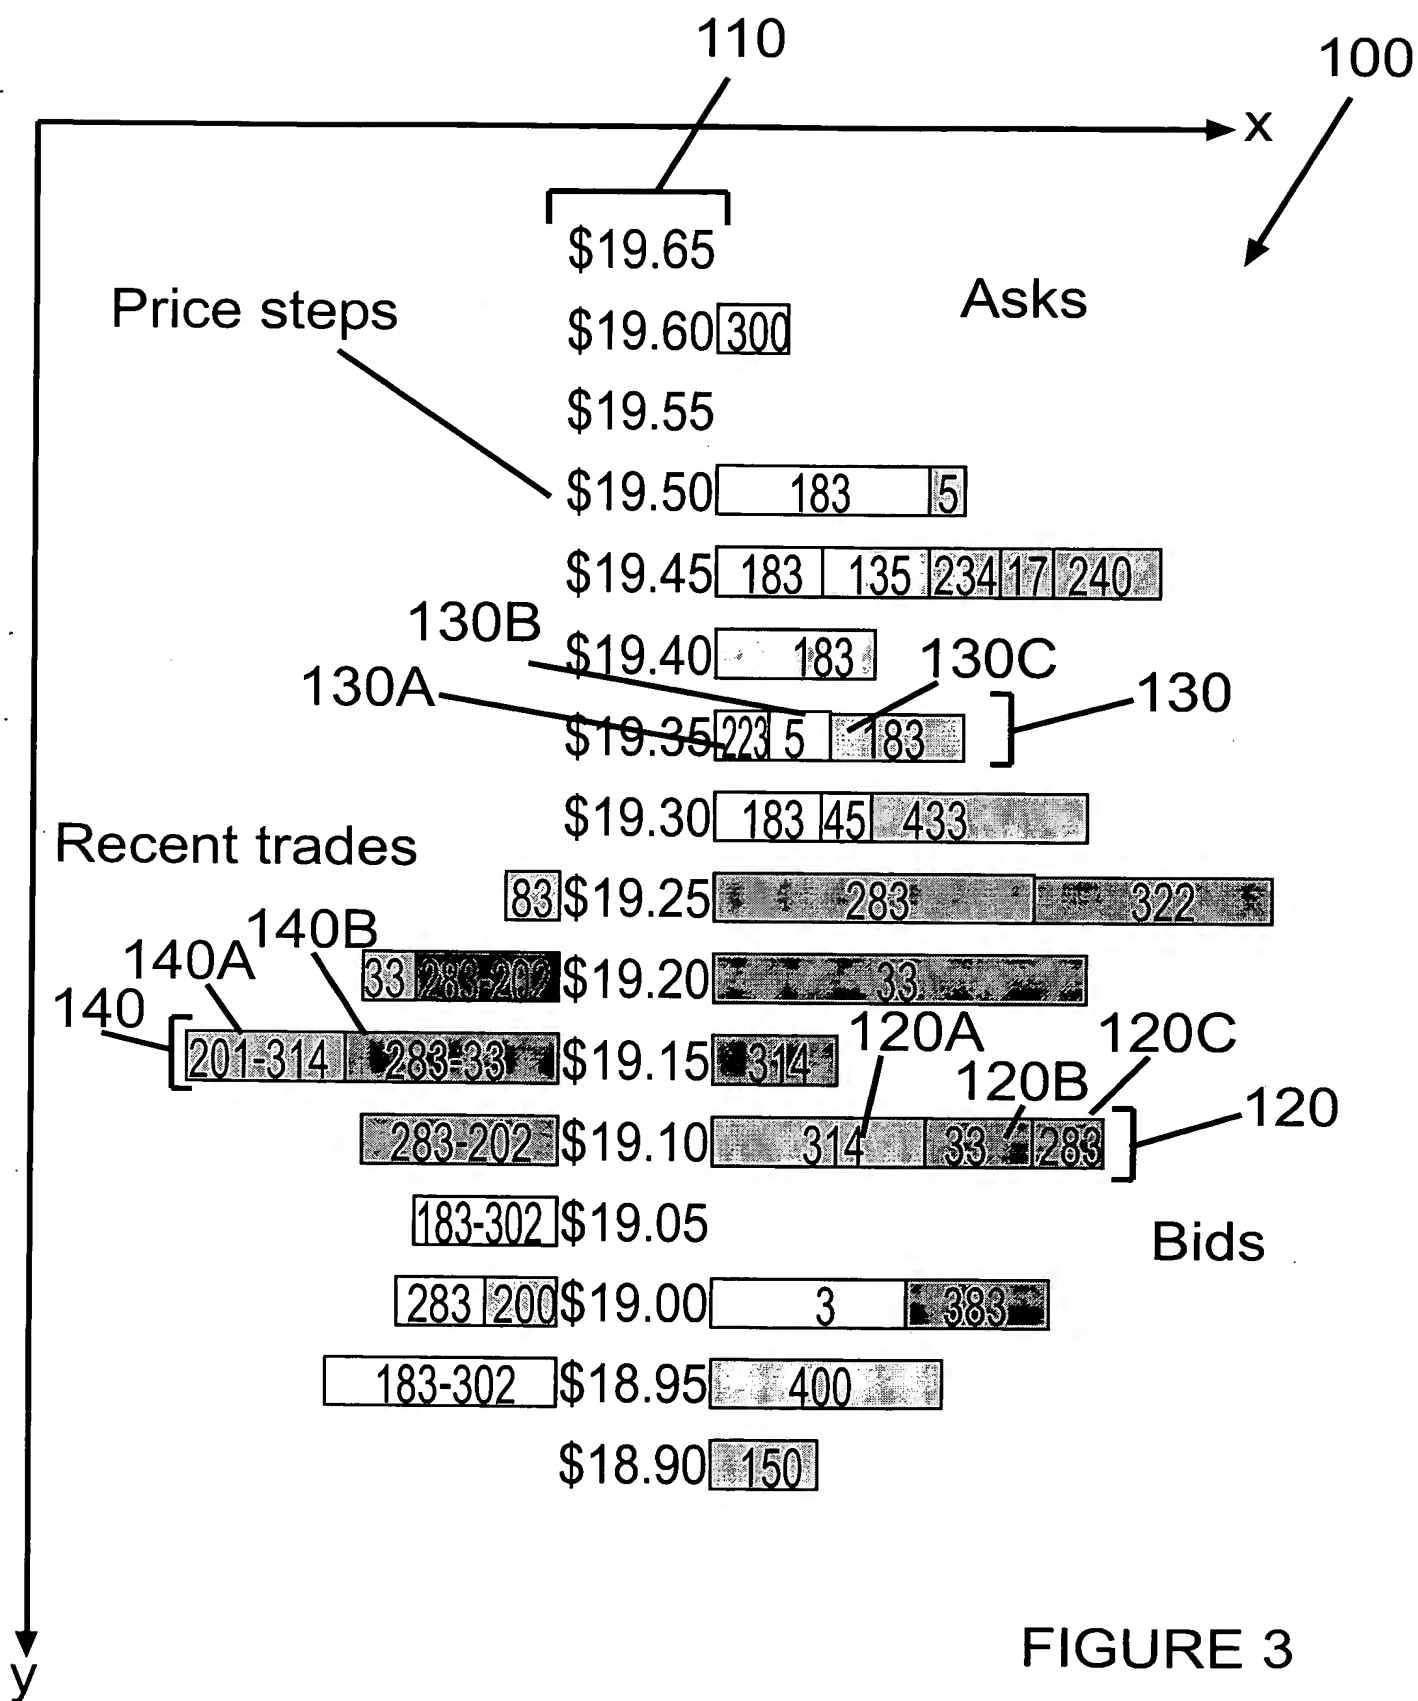 110
100
x
$19.65
Price steps
Asks
$19.60 300
$19.55
$19.50 183 5
$19.45 183 135 234 17 240
130B
$19.40 183
130C
130A
130
$19.35 223 5 183
$19.30 183 45 433
Recent trades
83 $19.25 283 322
140B
140A
33 283-202 $19.20 33
140
120A
120C
201-314 283-33 $19.15 314
120B
120
283-202 $19.10 314 33 283
183-302 $19.05
Bids
283 200 $19.00 3 383
183-302 $18.95 400
$18.90 150
FIGURE 3
y